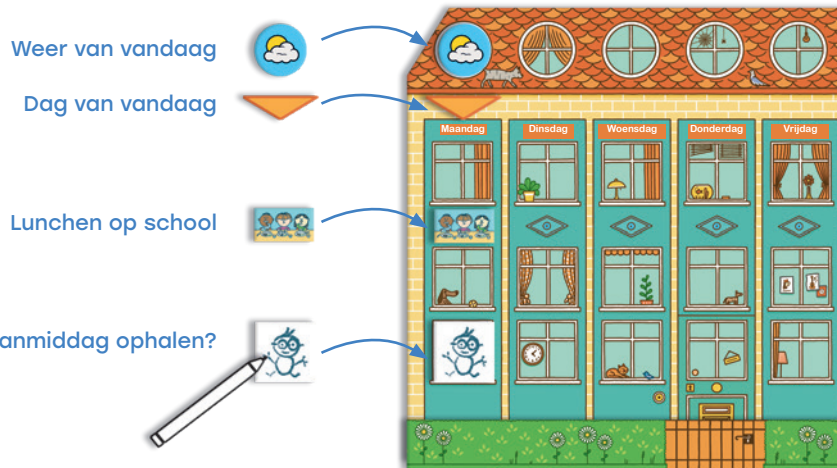 Weer van vandaag
Dag van vandaag
Maandag Dinsdag Woensdag Donderdag Vrijdag
Lunchen op school
anmiddag ophalen?